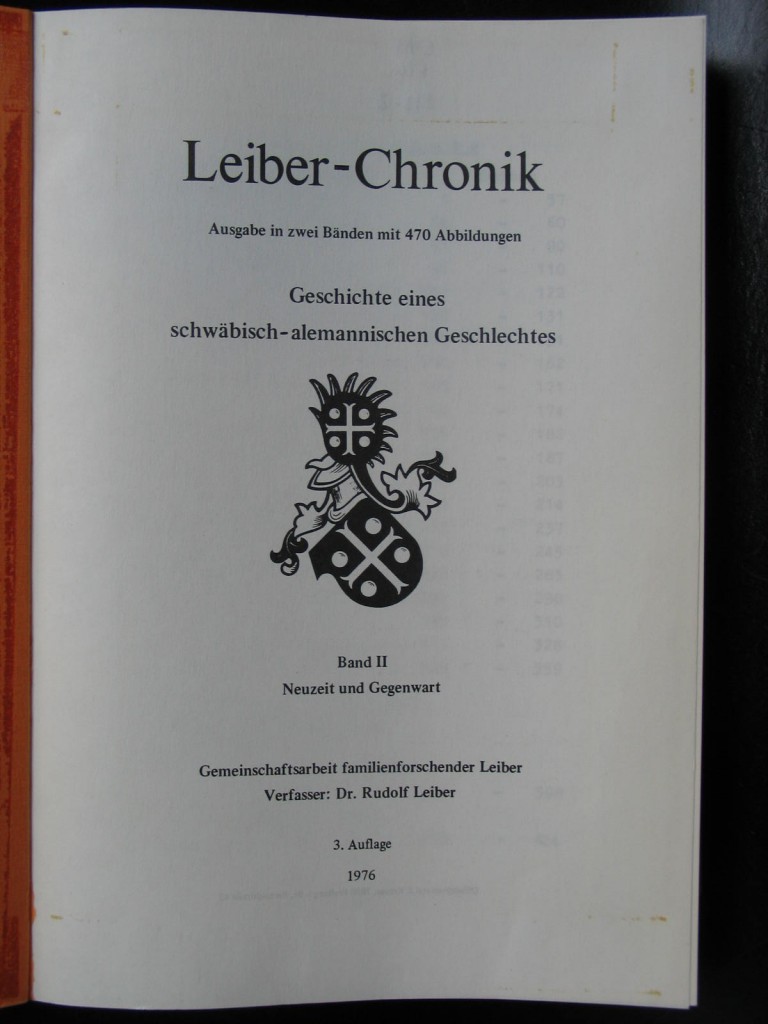 Leiber-Chronik
Ausgabe in zwei Bänden mit 470 Abbildungen
Geschichte eines
schwäbisch-alemannischen Geschlechtes
Band II
Neuzeit und Gegenwart
Gemeinschaftsarbeit familienforschender Leiber
Verfasser: Dr. Rudolf Leiber
3. Auflage
1976